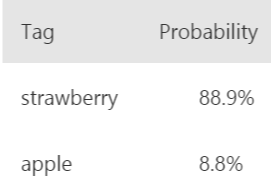 Tag Probability
strawberry 88.9%
apple 8.8%